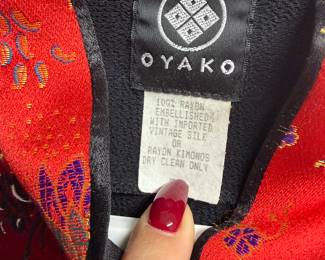 OYAKO
100% RAYON
EMBELLISHED
WITH IMPORTED
VINTAGE SILK
OR
RAYON KIMONOS
DRY CLEAN ONLY